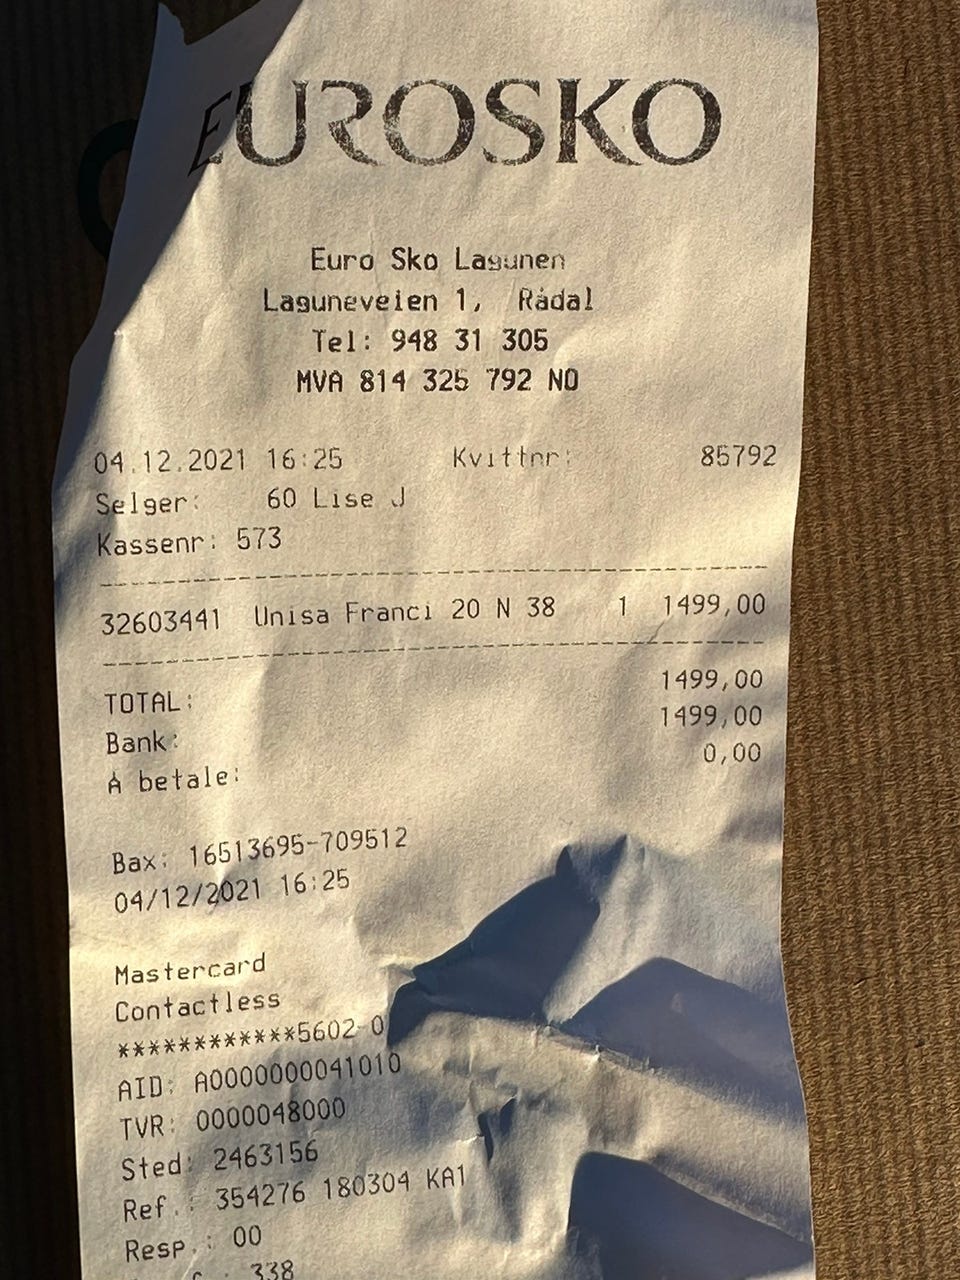 EUROSKO
Euro Sko Lagunen
Laguneveien 1, Rådal
Tel: 948 31 305
MVA 814 325 792 NO
04.12.2021 16:25 Kvittnr: 85792
Selger: 60 Lise J
Kassenr: 573
32603441 Unisa Franci 20 N 38 1 1499,00
TOTAL: 1499,00
Bank: 1499,00
Å betale: 0,00
Bax: 16513695-709512
04/12/2021 16:25
Mastercard
Contactless
************5602-0
AID: A0000000041010
TVR: 0000048000
Sted: 2463156
Ref.: 354276 180304 KA1
Resp.: 00
338